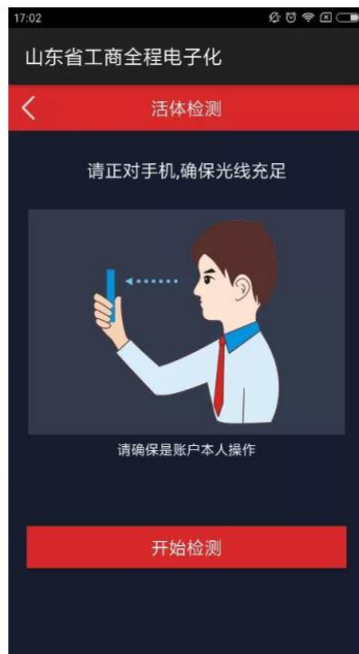 17:02
山东省工商全程电子化
活体检测
请正对手机,确保光线充足
请确保是账户本人操作
开始检测